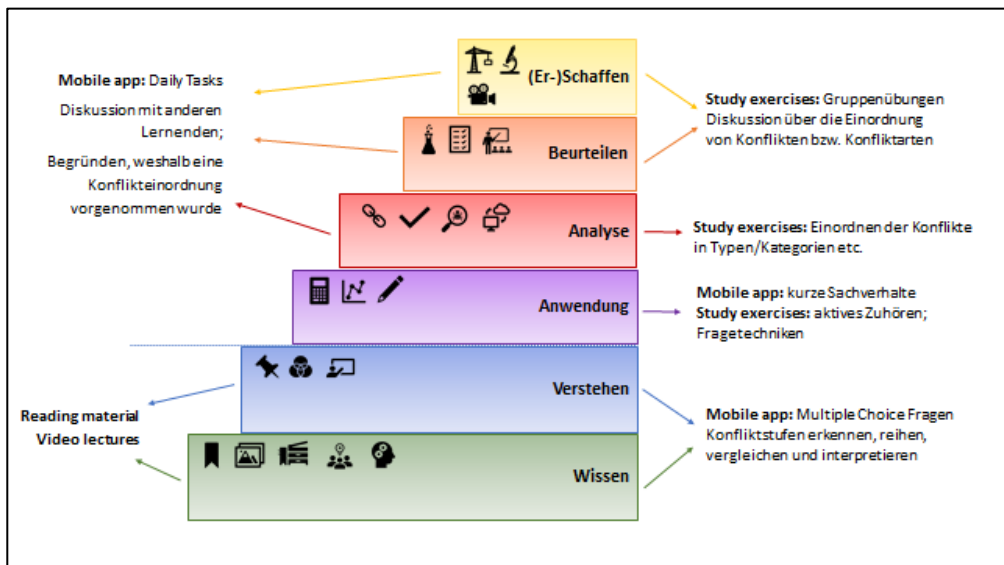 (Er-)Schaffen
Mobile app: Daily Tasks
Diskussion mit anderen
Lernenden;
Begründen, weshalb eine
Konflikteinordnung
vorgenommen wurde
Study exercises: Gruppenübungen
Diskussion über die Einordnung
von Konflikten bzw. Konfliktarten
Beurteilen
Analyse
Study exercises: Einordnen der Konflikte
in Typen/Kategorien etc.
Anwendung
Mobile app: kurze Sachverhalte
Study exercises: aktives Zuhören;
Fragetechniken
Verstehen
Reading material
Video lectures
Mobile app: Multiple Choice Fragen
Konfliktstufen erkennen, reihen,
vergleichen und interpretieren
Wissen